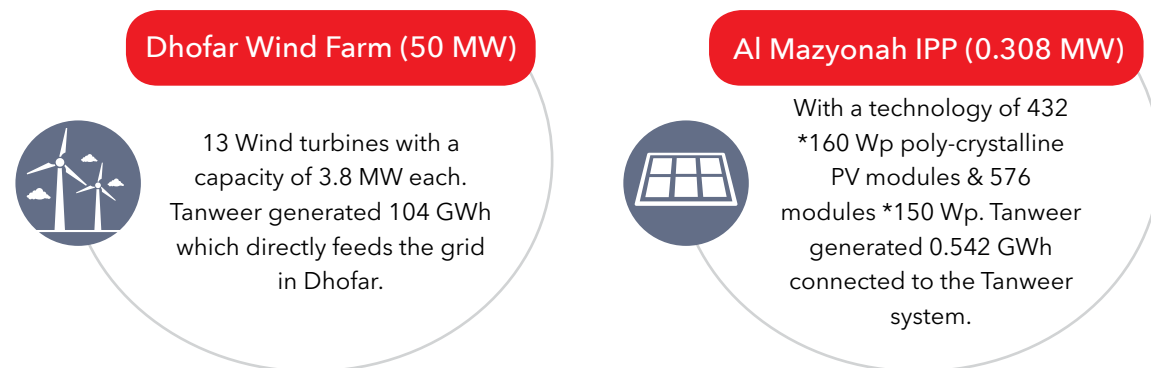 Dhofar Wind Farm (50 MW)
13 Wind turbines with a
capacity of 3.8 MW each.
Tanweer generated 104 GWh
which directly feeds the grid
in Dhofar.
Al Mazyonah IPP (0.308 MW)
With a technology of 432
*160 Wp poly-crystalline
PV modules & 576
modules *150 Wp. Tanweer
generated 0.542 GWh
connected to the Tanweer
system.